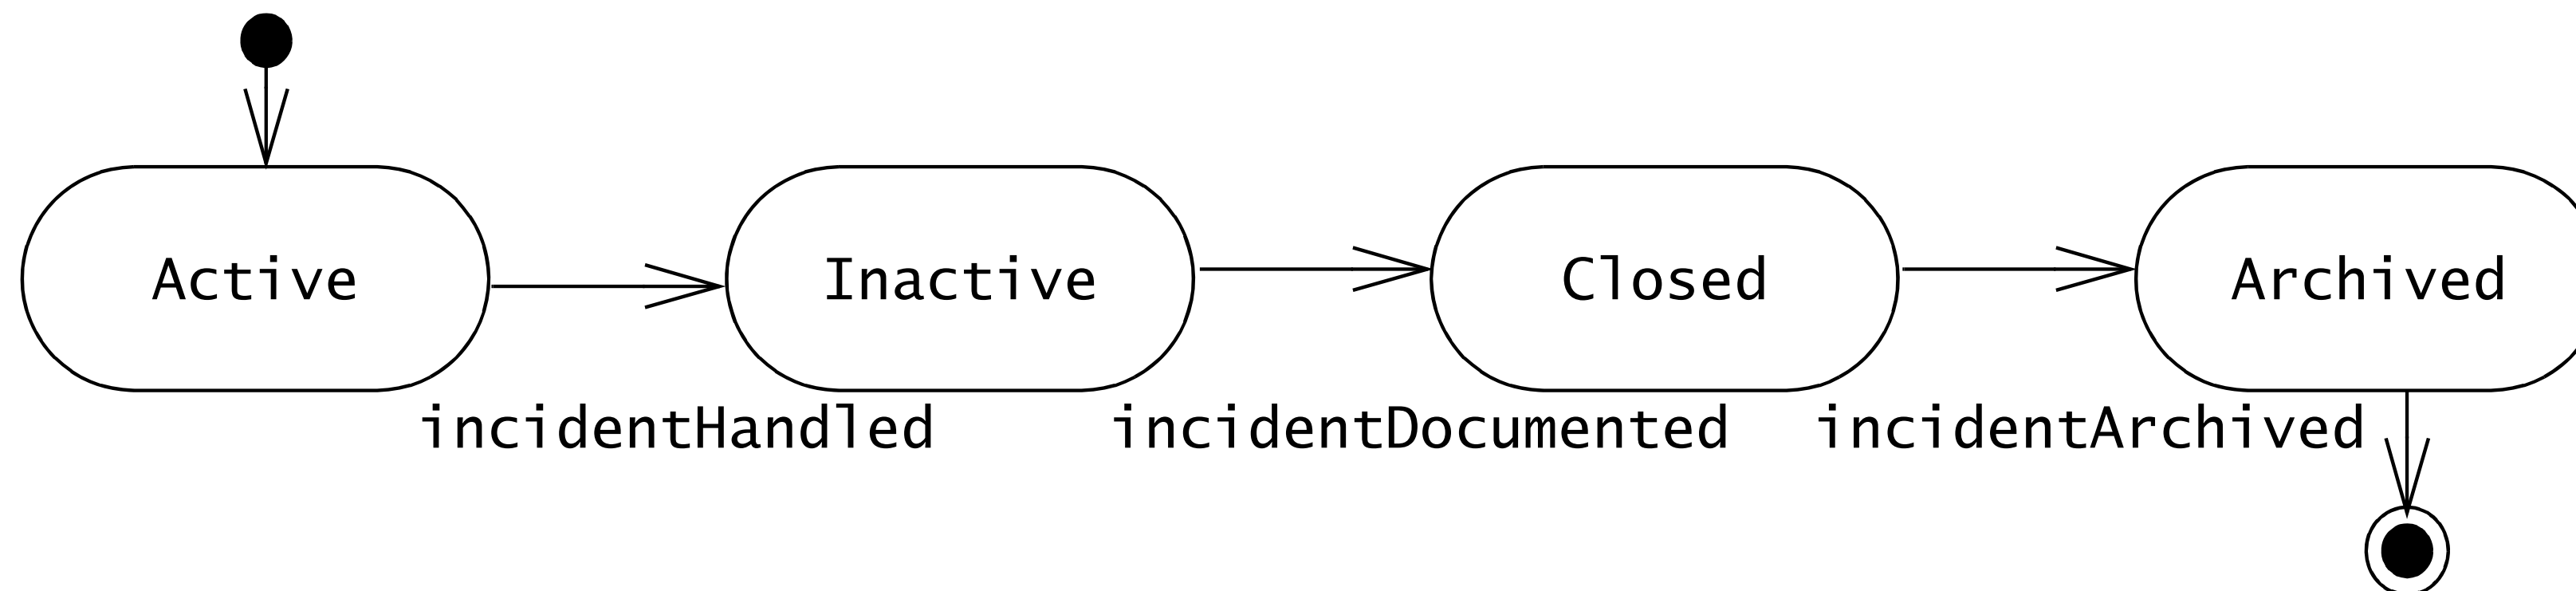 Active
Inactive
Closed
Archived
incidentHandled
incidentDocumented
incidentArchived